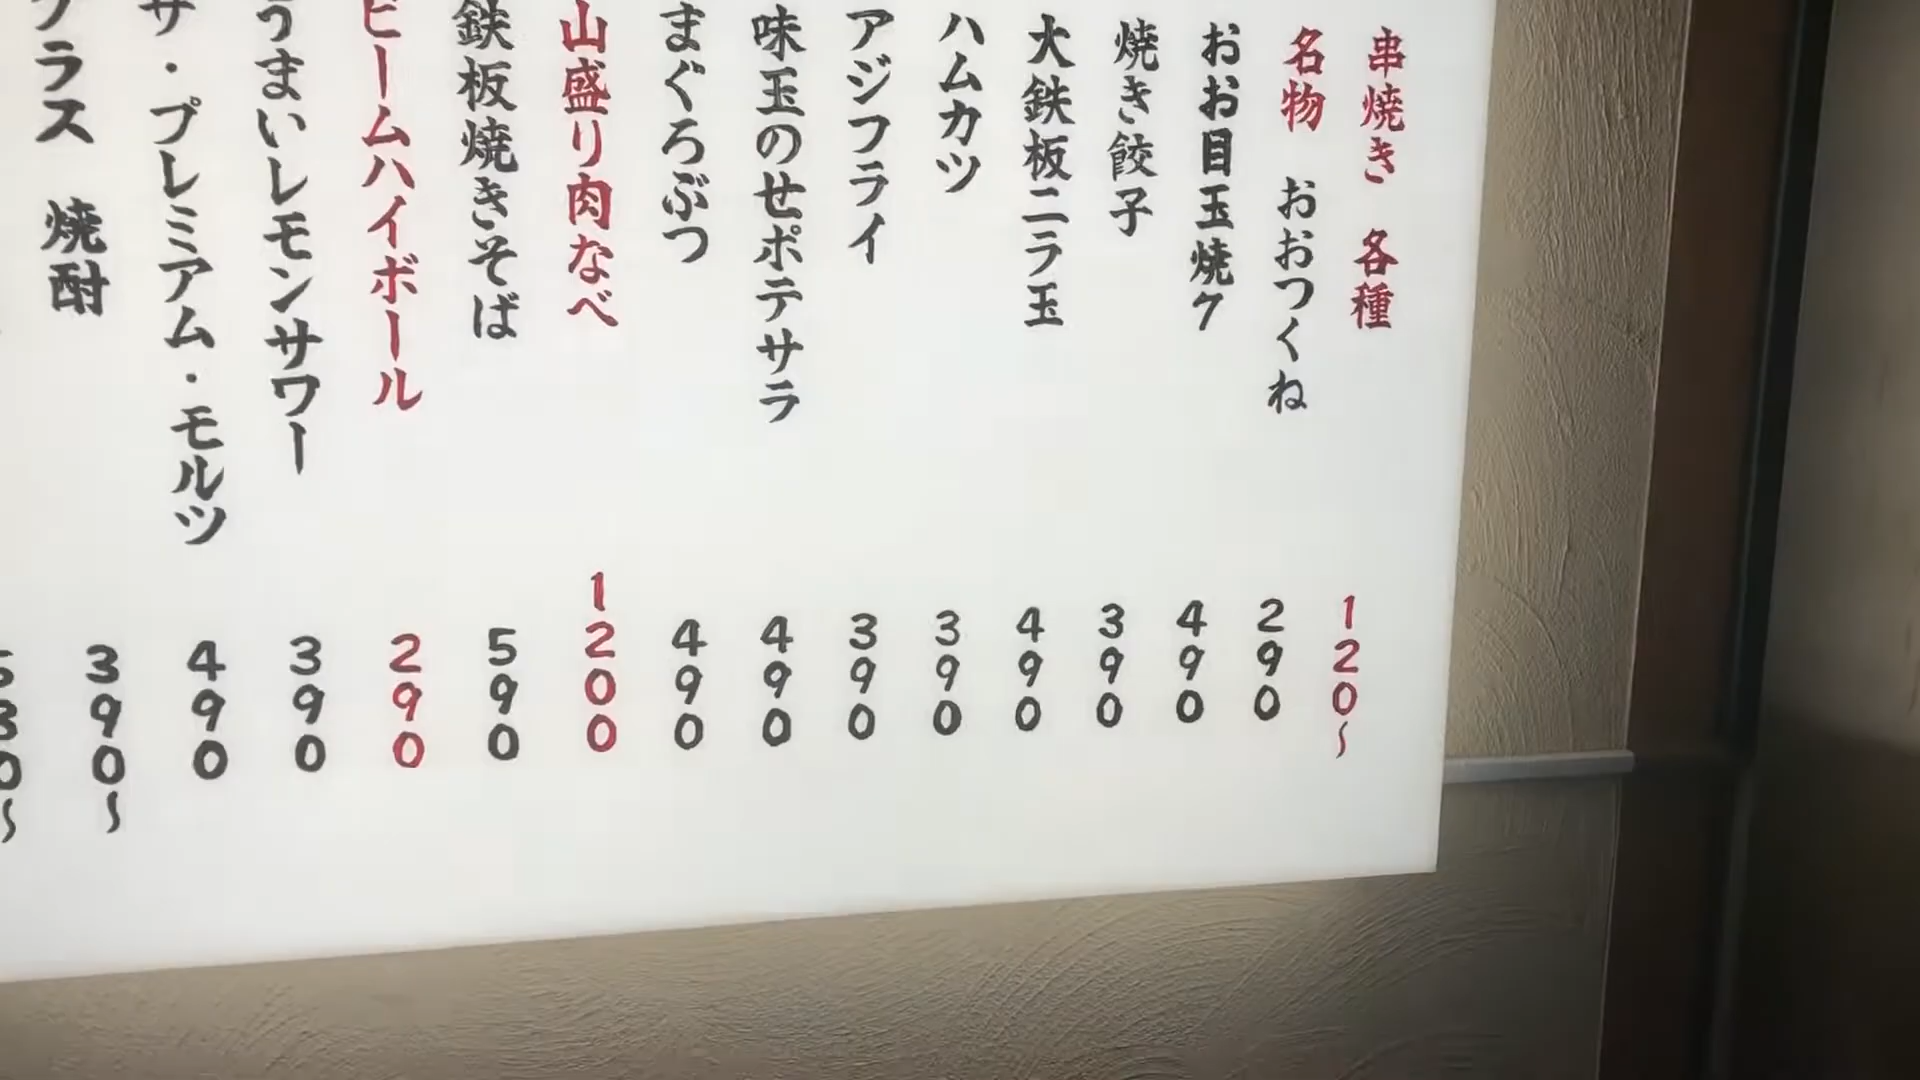 串焼き 各種 120〜
名物 おおつくね 290
おお目玉焼ク 490
焼き餃子 390
大鉄板ニラ玉 490
ハムカツ 390
アジフライ 390
味玉のせポテサラ 490
まぐろぶつ 490
山盛り肉なべ 1200
鉄板焼きそば 590
ビームハイボール 290
うまいレモンサワー 390
ザ・プレミアム・モルツ 490
グラス 焼酎 390〜